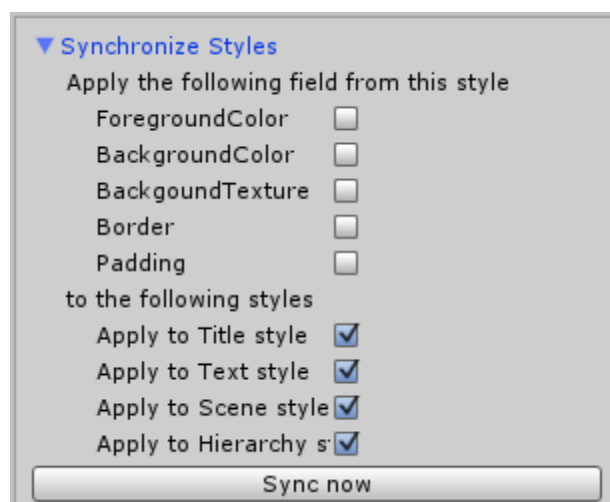 Synchronize Styles
Apply the following field from this style
ForegroundColor
BackgroundColor
BackgoundTexture
Border
Padding
to the following styles
Apply to Title style
Apply to Text style
Apply to Scene style
Apply to Hierarchy s
Sync now